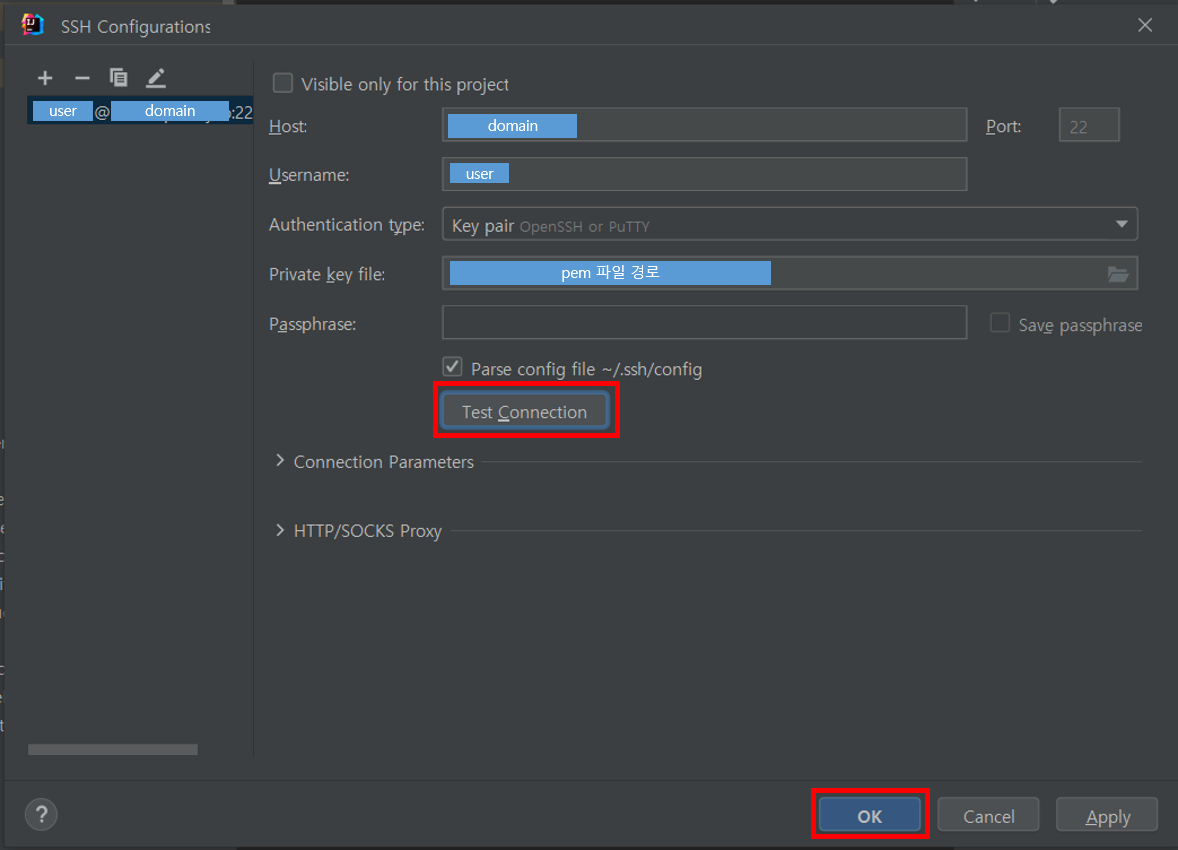 SSH Configurations
user @ domain :22
Visible only for this project
Host: domain Port: 22
Username: user
Authentication type: Key pair OpenSSH or PuTTY
Private key file: pem 파일 경로
Passphrase: Save passphrase
Parse config file ~/.ssh/config
Test Connection
Connection Parameters
HTTP/SOCKS Proxy
? OK Cancel Apply